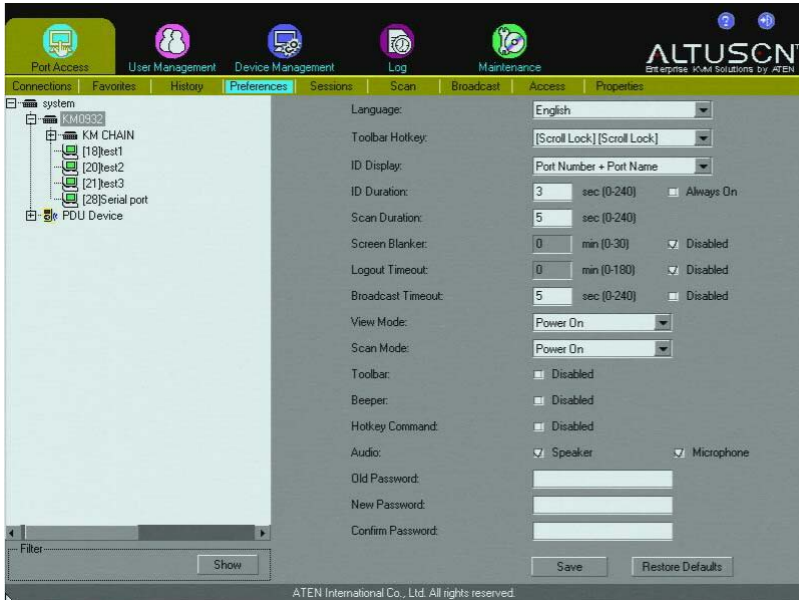 Port Access User Management Device Management Log Maintenance
ALTUSCN
Enterprise KVM Solutions by ATEN
Connections Favorites History Preferences Sessions Scan Broadcast Access Properties
system
KM0932
KM CHAIN
[18]test1
[20]test2
[21]test3
[28]Serial port
PDU Device
Filter
Show
Language: English
Toolbar Hotkey: [Scroll Lock] [Scroll Lock]
ID Display: Port Number + Port Name
ID Duration: 3 sec (0-240) Always On
Scan Duration: 5 sec (0-240)
Screen Blanker: 0 min (0-30) Disabled
Logout Timeout: 0 min (0-180) Disabled
Broadcast Timeout: 5 sec (0-240) Disabled
View Mode: Power On
Scan Mode: Power On
Toolbar: Disabled
Beeper: Disabled
Hotkey Command: Disabled
Audio: Speaker Microphone
Old Password:
New Password:
Confirm Password:
Save Restore Defaults
ATEN International Co., Ltd. All rights reserved.